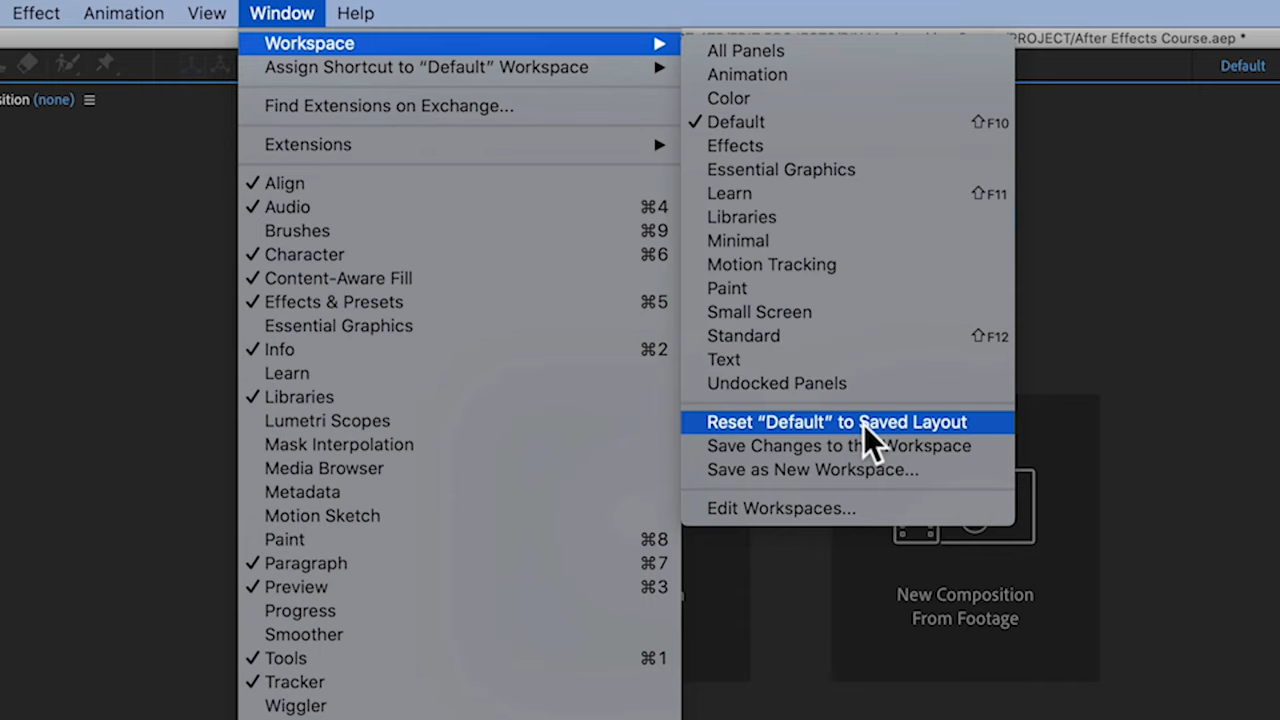 Effect Animation View Window Help
/PROJECT/After Effects Course.aep *
Default
sition (none)
Workspace
Assign Shortcut to “Default” Workspace
Find Extensions on Exchange...
Extensions
Align
Audio ⌘4
Brushes ⌘9
Character ⌘6
Content-Aware Fill
Effects & Presets ⌘5
Essential Graphics
Info ⌘2
Learn
Libraries
Lumetri Scopes
Mask Interpolation
Media Browser
Metadata
Motion Sketch
Paint ⌘8
Paragraph ⌘7
Preview ⌘3
Progress
Smoother
Tools ⌘1
Tracker
Wiggler
All Panels
Animation
Color
Default ⇧F10
Effects
Essential Graphics
Learn ⇧F11
Libraries
Minimal
Motion Tracking
Paint
Small Screen
Standard ⇧F12
Text
Undocked Panels
Reset “Default” to Saved Layout
Save Changes to Workspace
Save as New Workspace...
Edit Workspaces...
New Composition
From Footage